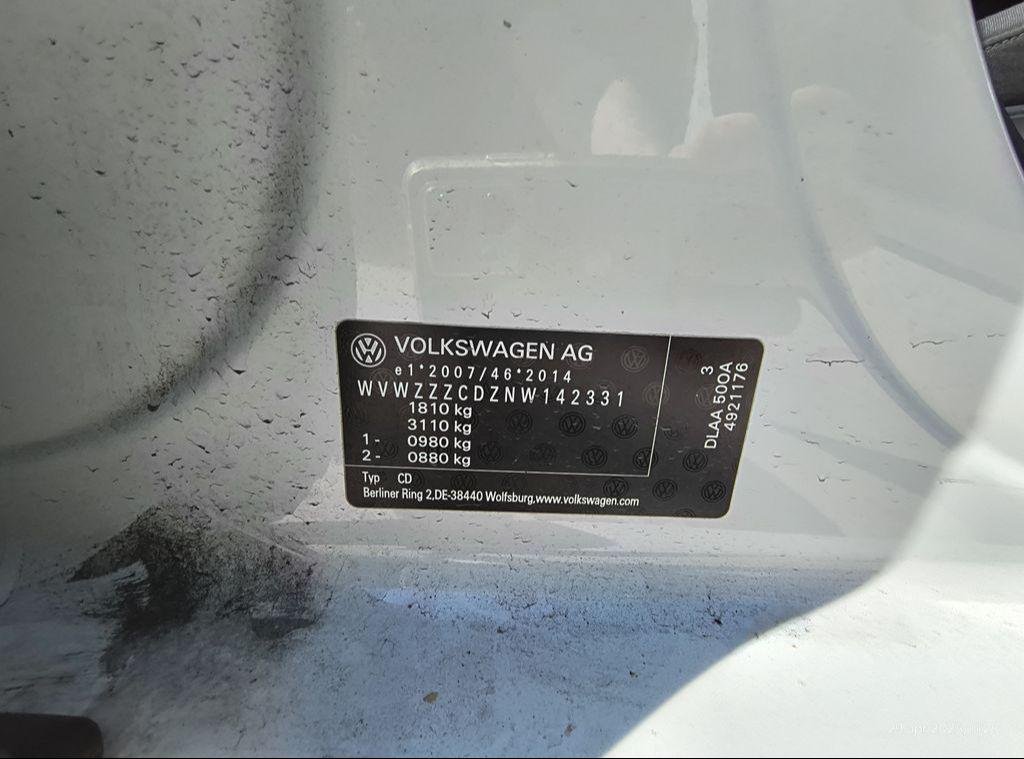 VOLKSWAGEN AG
e1*2007/46*2014
WVWZZZCDZNW142331
1810 kg
3110 kg
1- 0980 kg
2- 0880 kg
Typ CD
Berliner Ring 2,DE-38440 Wolfsburg,www.volkswagen.com
3
DLAA 500A
4921176